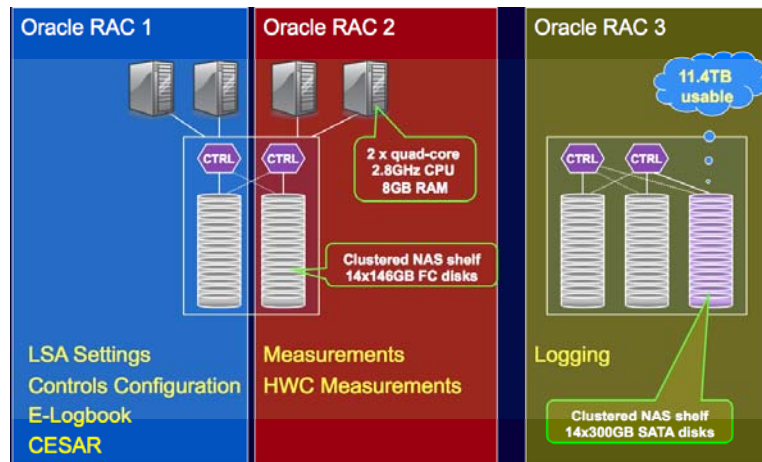 Oracle RAC 1
Oracle RAC 2
Oracle RAC 3
11.4TB
usable
CTRL
CTRL
CTRL
CTRL
2 x quad-core
2.8GHz CPU
8GB RAM
Clustered NAS shelf
14x146GB FC disks
LSA Settings
Controls Configuration
E-Logbook
CESAR
Measurements
HWC Measurements
Logging
Clustered NAS shelf
14x300GB SATA disks